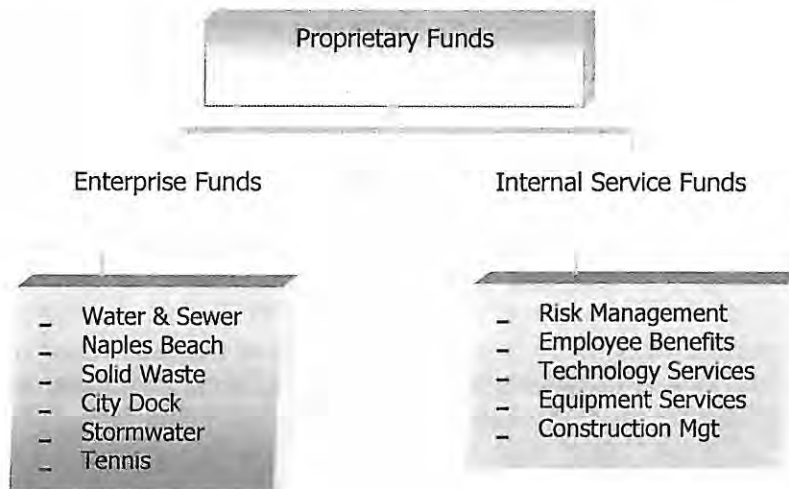 Proprietary Funds
Enterprise Funds
Internal Service Funds
– Water & Sewer
– Naples Beach
– Solid Waste
– City Dock
– Stormwater
– Tennis
– Risk Management
– Employee Benefits
– Technology Services
– Equipment Services
– Construction Mgt